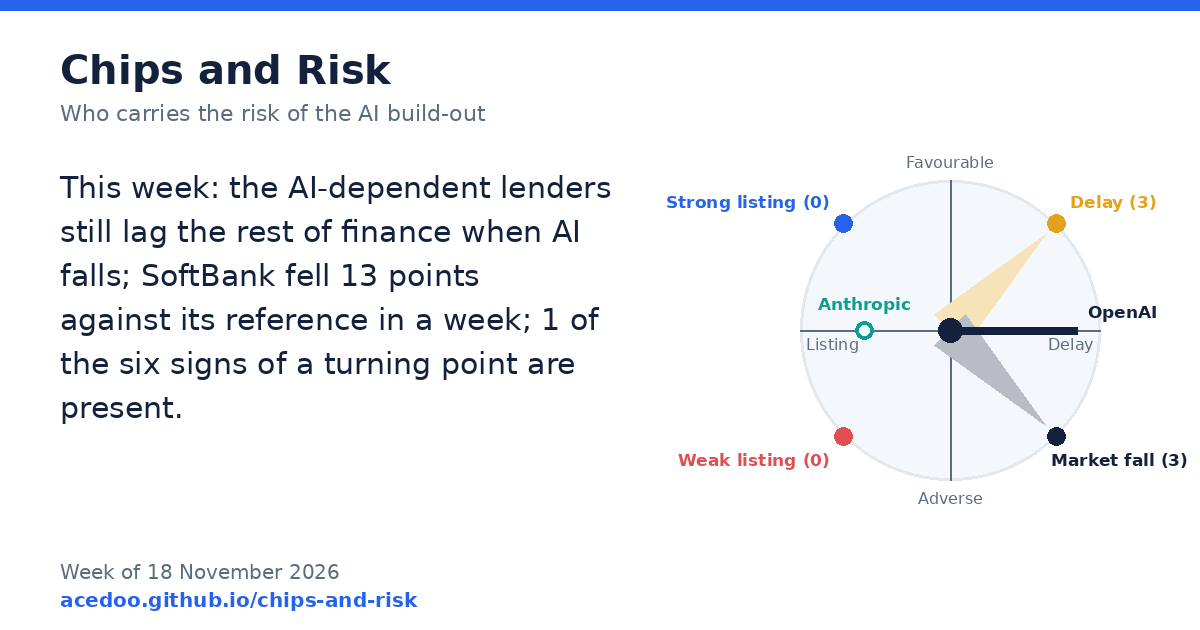 Chips and Risk
Who carries the risk of the AI build-out
This week: the AI-dependent lenders
still lag the rest of finance when AI
falls; SoftBank fell 13 points
against its reference in a week; 1 of
the six signs of a turning point are
present.
Favourable
Strong listing (0)
Delay (3)
Anthropic
OpenAI
Listing
Delay
Weak listing (0)
Market fall (3)
Adverse
Week of 18 November 2026
acedoo.github.io/chips-and-risk